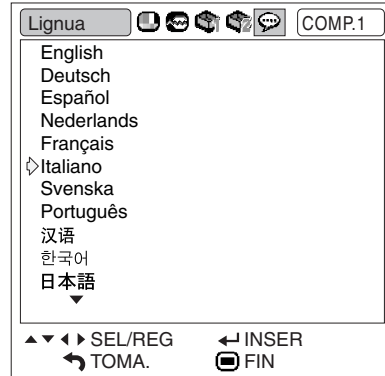 Lignua COMP.1
English
Deutsch
Español
Nederlands
Français
Italiano
Svenska
Português
汉语
한국어
日本語
SEL/REG INSER
TOMA. FIN